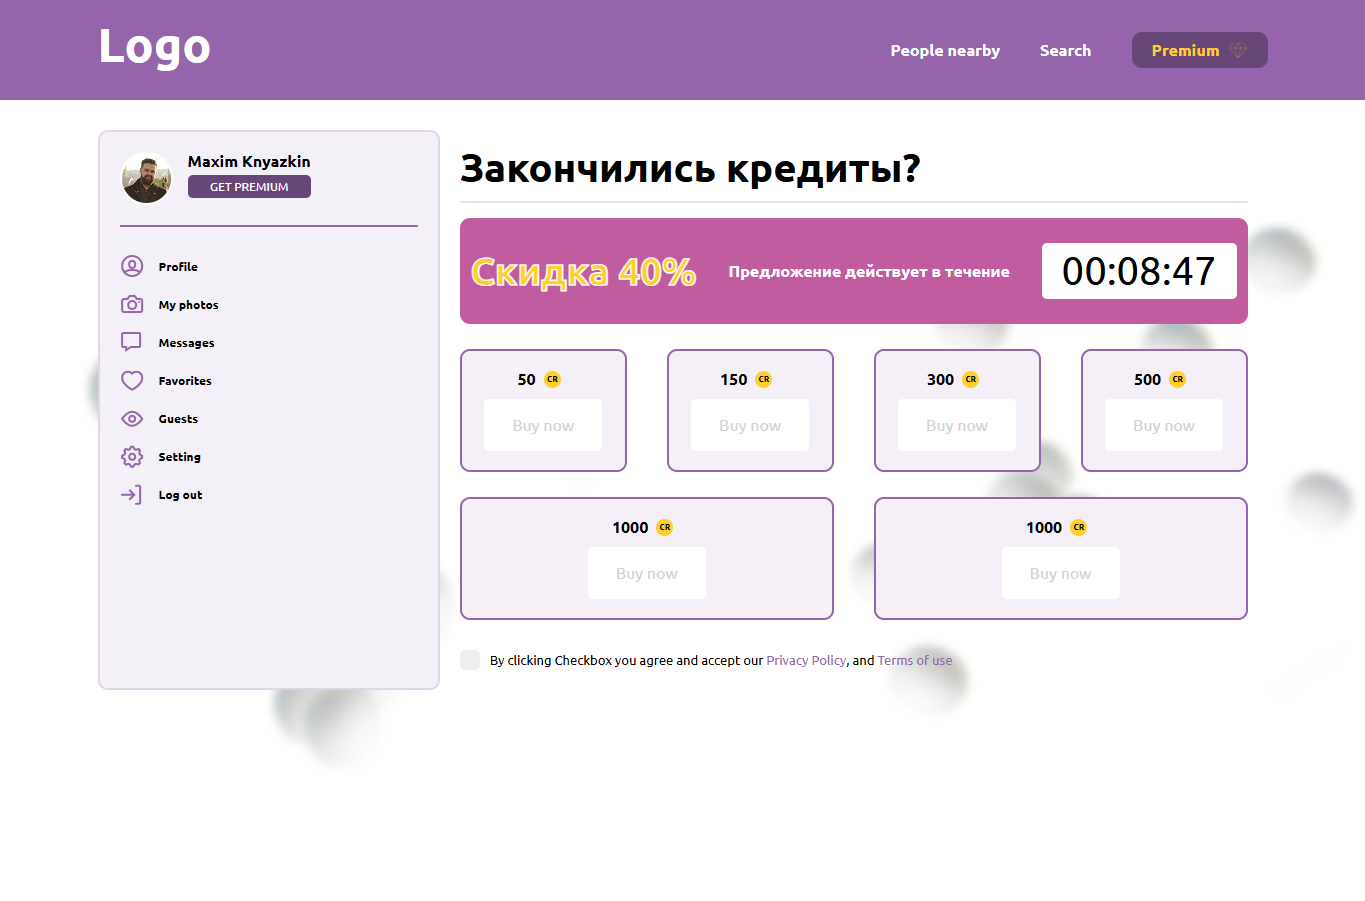 Logo
People nearby
Search
Premium
Maxim Knyazkin
GET PREMIUM
Profile
My photos
Messages
Favorites
Guests
Setting
Log out
Закончились кредиты?
Скидка 40%
Предложение действует в течение
00:08:47
50 CR
Buy now
150 CR
Buy now
300 CR
Buy now
500 CR
Buy now
1000 CR
Buy now
1000 CR
Buy now
By clicking Checkbox you agree and accept our Privacy Policy, and Terms of use